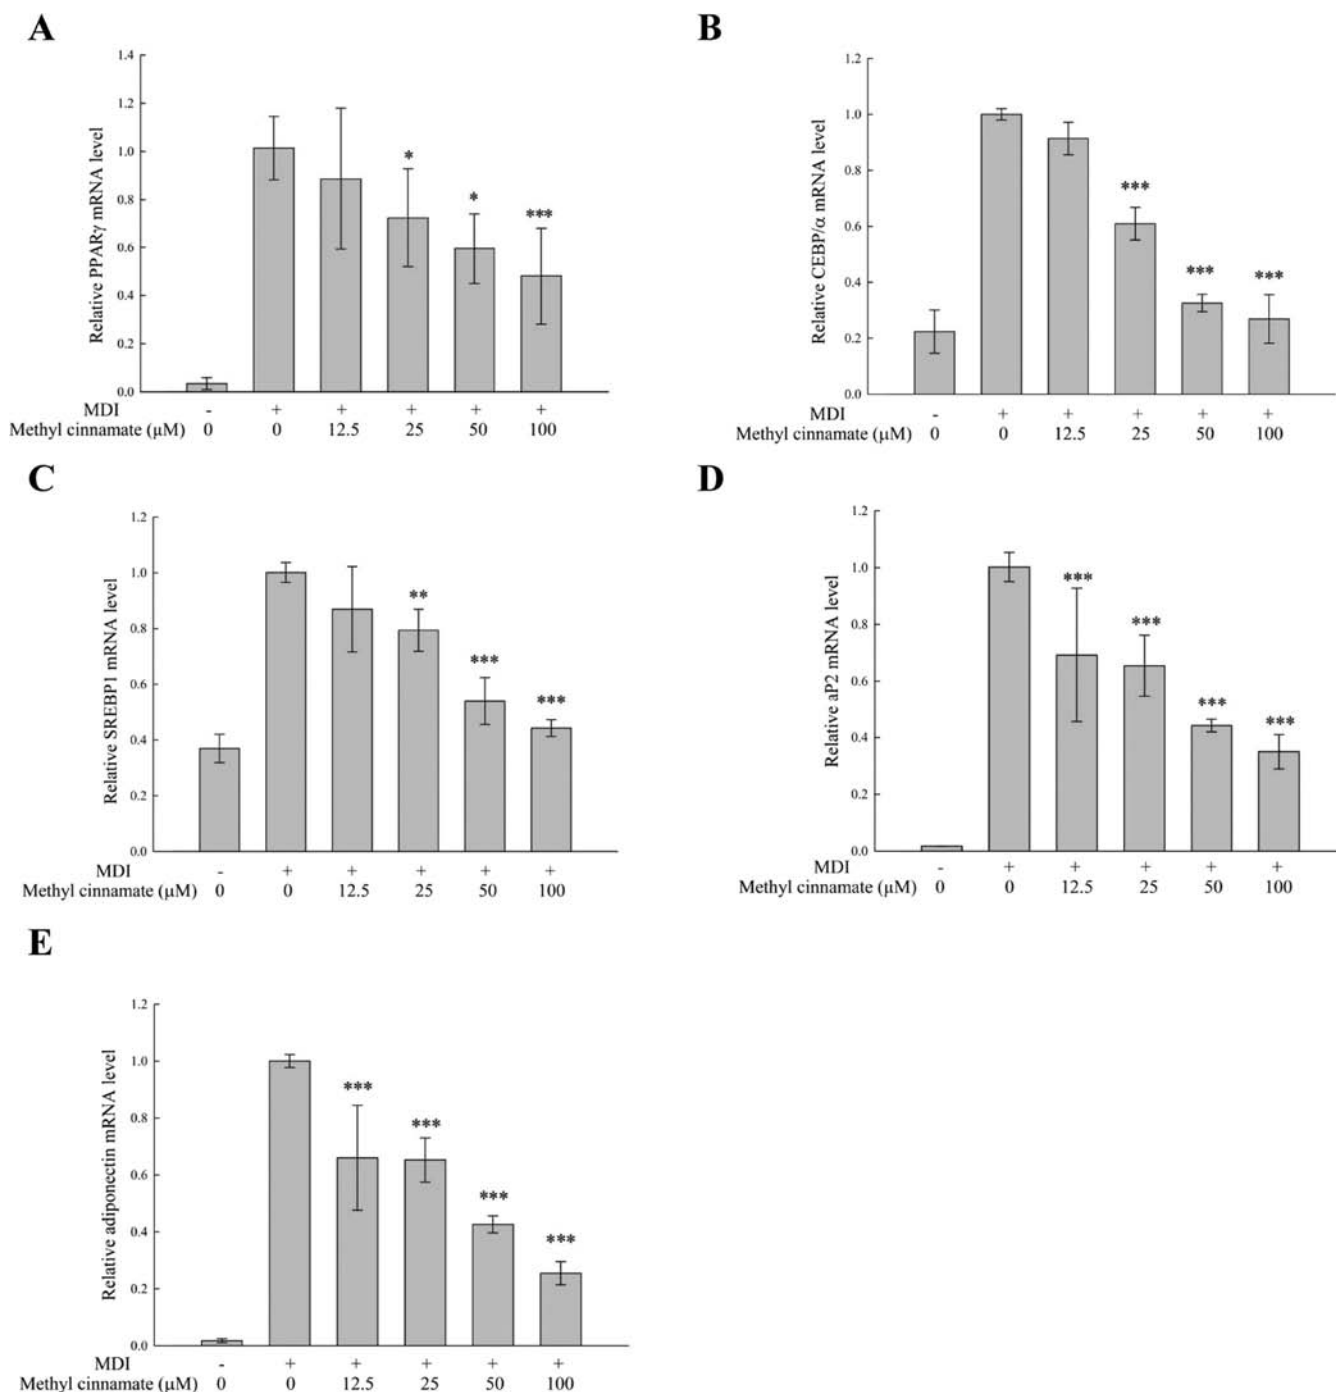 A
B
Relative PPARγ mRNA level
1.4
1.2
1.0
0.8
0.6
0.4
0.2
0.0
*
*
***
MDI - + + + + +
Methyl cinnamate (μM) 0 0 12.5 25 50 100
Relative CEBP/α mRNA level
1.2
1.0
0.8
0.6
0.4
0.2
0.0
***
***
***
MDI - + + + + +
Methyl cinnamate (μM) 0 0 12.5 25 50 100
C
D
Relative SREBP1 mRNA level
1.2
1.0
0.8
0.6
0.4
0.2
0.0
**
***
***
MDI - + + + + +
Methyl cinnamate (μM) 0 0 12.5 25 50 100
Relative aP2 mRNA level
1.2
1.0
0.8
0.6
0.4
0.2
0.0
***
***
***
***
MDI - + + + + +
Methyl cinnamate (μM) 0 0 12.5 25 50 100
E
Relative adiponectin mRNA level
1.2
1.0
0.8
0.6
0.4
0.2
0.0
***
***
***
***
MDI - + + + + +
Methyl cinnamate (μM) 0 0 12.5 25 50 100